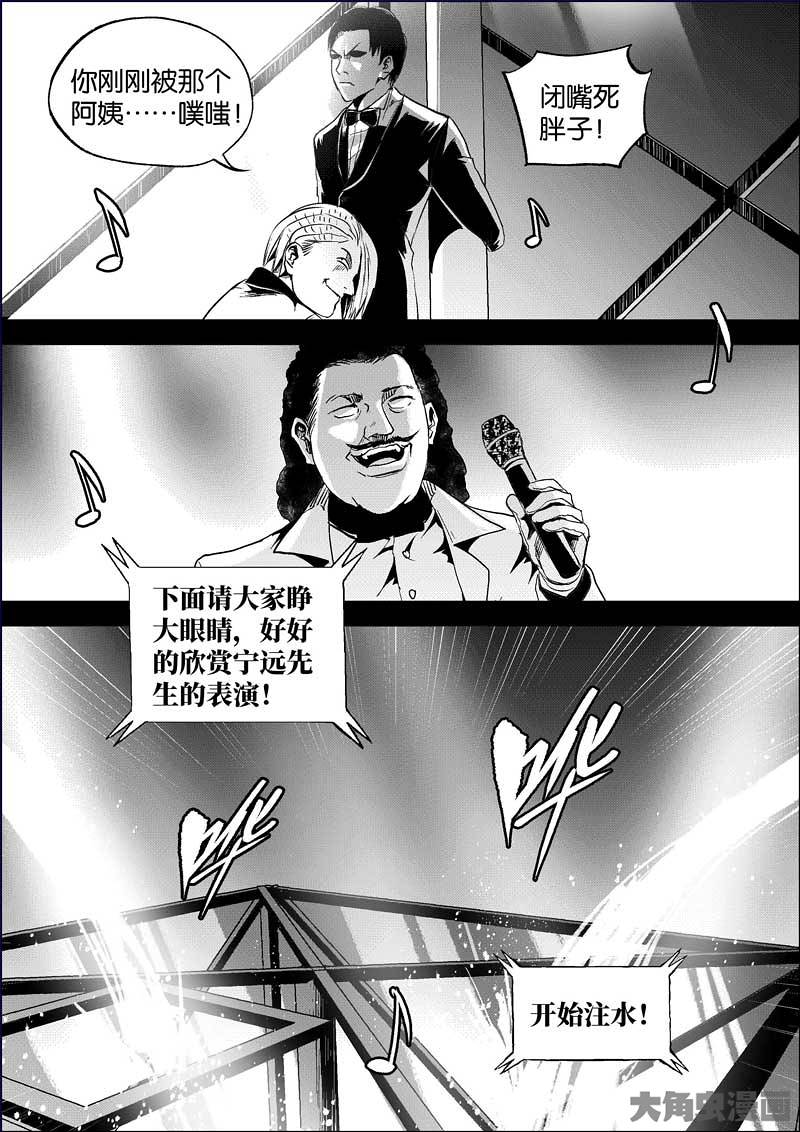 你刚刚被那个
阿姨……噗嗤！
闭嘴死
胖子！
下面请大家睁
大眼睛，好好
的欣赏宁远先
生的表演！
哗
哗
开始注水！
大角虫漫画